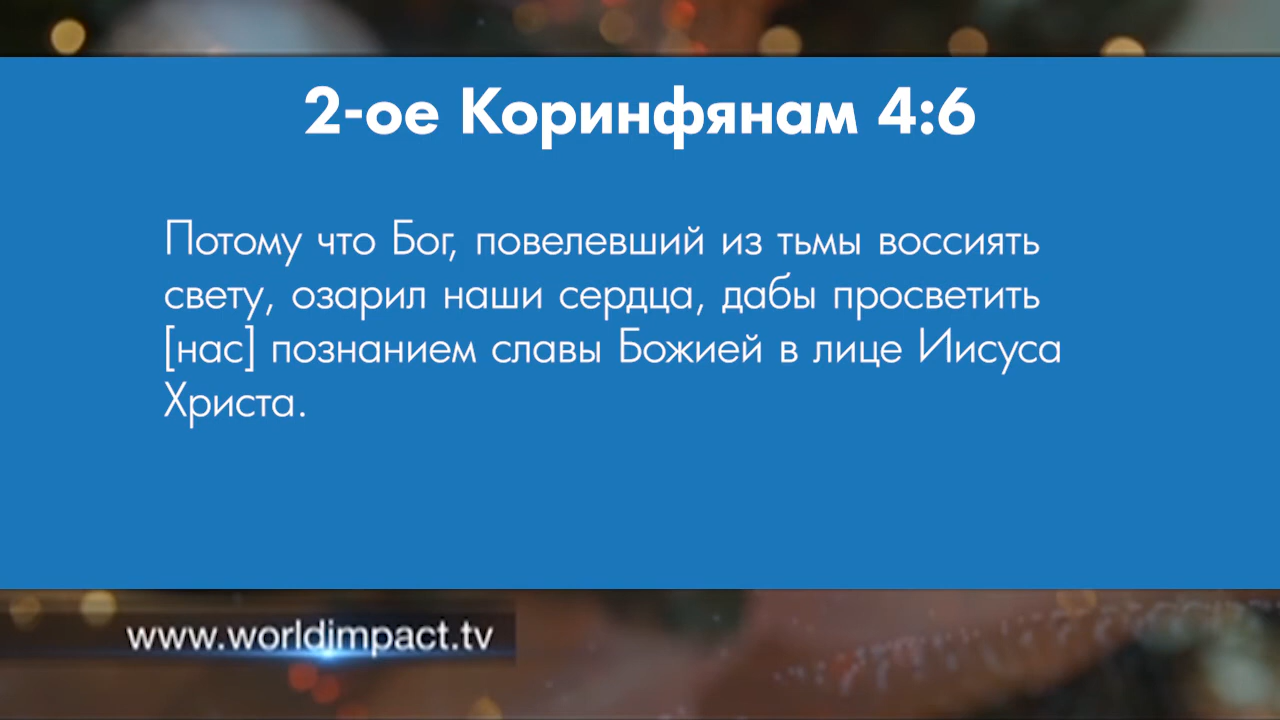 2-ое Коринфянам 4:6
Потому что Бог, повелевший из тьмы воссиять
свету, озарил наши сердца, дабы просветить
[нас] познанием славы Божией в лице Иисуса
Христа.
www.worldimpact.tv